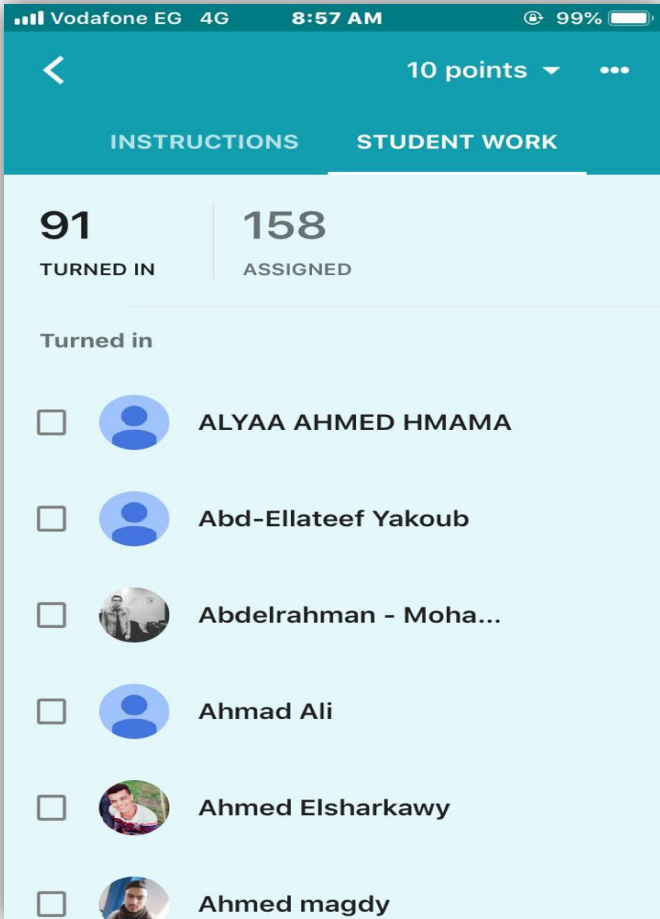 Vodafone EG 4G 8:57 AM 99%
10 points
INSTRUCTIONS STUDENT WORK
91 158
TURNED IN ASSIGNED
Turned in
ALYAA AHMED HMAMA
Abd-Ellateef Yakoub
Abdelrahman - Moha...
Ahmad Ali
Ahmed Elsharkawy
Ahmed magdy